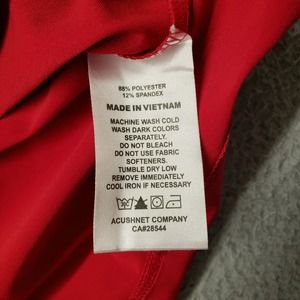 88% POLYESTER
12% SPANDEX
MADE IN VIETNAM
MACHINE WASH COLD
WASH DARK COLORS
SEPARATELY.
DO NOT BLEACH
DO NOT USE FABRIC
SOFTENERS.
TUMBLE DRY LOW
REMOVE IMMEDIATELY
COOL IRON IF NECESSARY
ACUSHNET COMPANY
CA#28544